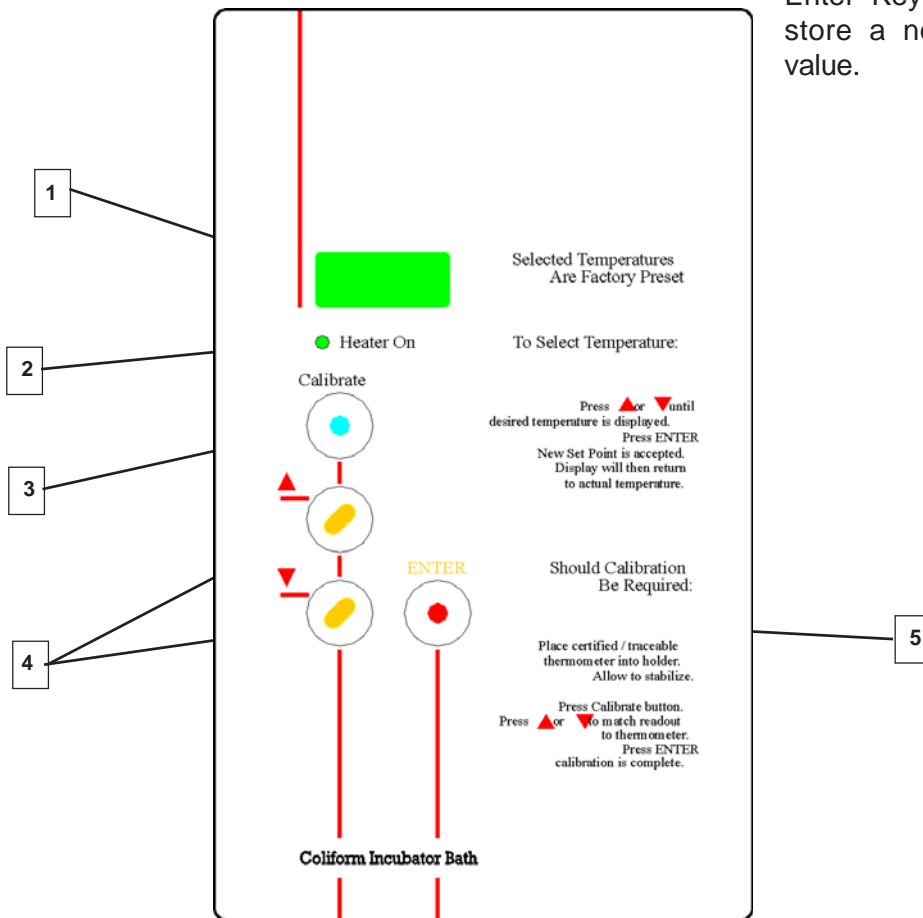 Enter Key
store a
value.
1
Selected Temperatures
Are Factory Preset
2
Heater On
To Select Temperature:
Calibrate
Press ▲or ▼until
desired temperature is displayed.
Press ENTER
New Set Point is accepted.
Display will then return
to actual temperature.
3
ENTER
Should Calibration
Be Required:
4
5
Place certified / traceable
thermometer into holder.
Allow to stabilize.
Press Calibrate button.
Press ▲or ▼to match readout
to thermometer.
Press ENTER
calibration is complete.
Coliform Incubator Bath